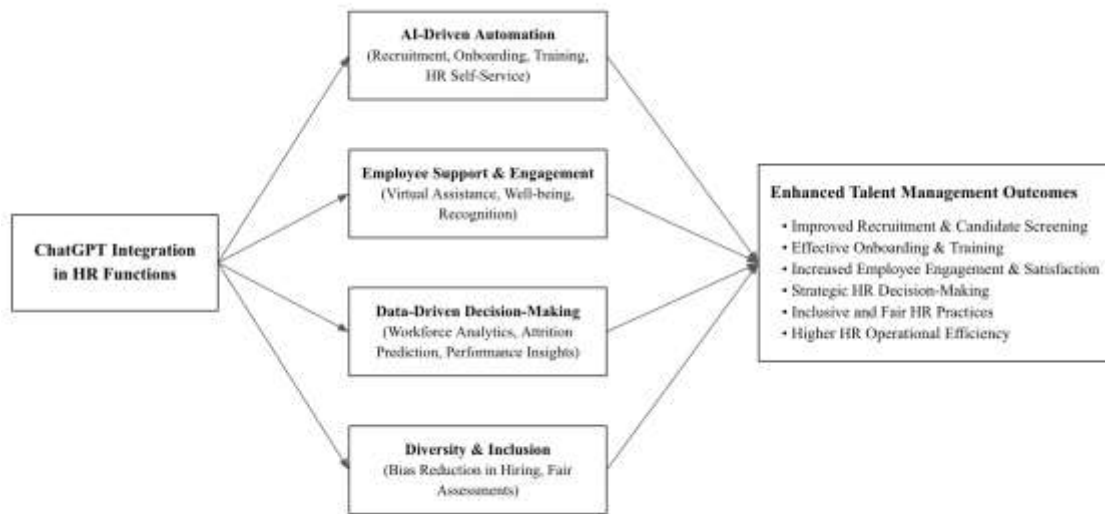 AI-Driven Automation
(Recruitment, Onboarding, Training,
HR Self-Service)
Employee Support & Engagement
(Virtual Assistance, Well-being,
Recognition)
ChatGPT Integration
in HR Functions
Data-Driven Decision-Making
(Workforce Analytics, Attrition
Prediction, Performance Insights)
Diversity & Inclusion
(Bias Reduction in Hiring, Fair
Assessments)
Enhanced Talent Management Outcomes
• Improved Recruitment & Candidate Screening
• Effective Onboarding & Training
• Increased Employee Engagement & Satisfaction
• Strategic HR Decision-Making
• Inclusive and Fair HR Practices
• Higher HR Operational Efficiency